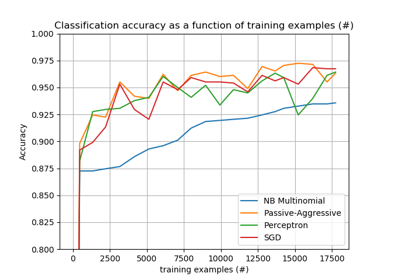 Classification accuracy as a function of training examples (#)
1.000
0.975
0.950
0.925
0.900
0.875
0.850
0.825
0.800
Accuracy
NB Multinomial
Passive-Aggressive
Perceptron
SGD
0 2500 5000 7500 10000 12500 15000 17500
training examples (#)